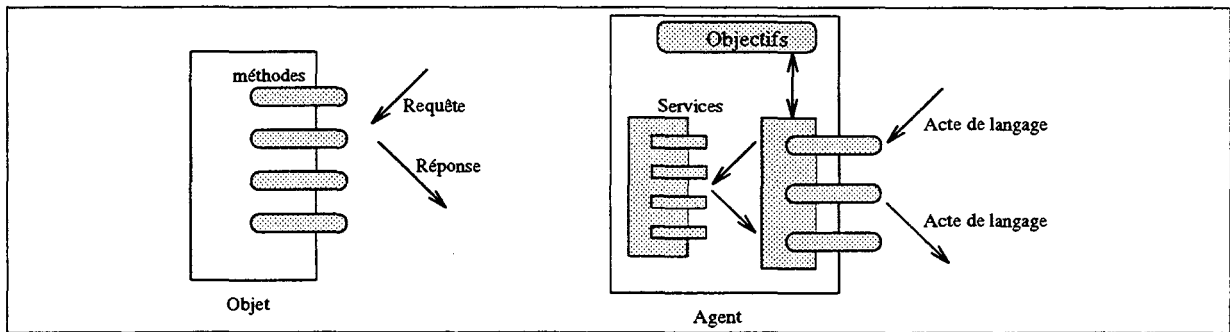 méthodes
Requête
Réponse
Objet
Objectifs
Services
Acte de langage
Acte de langage
Agent